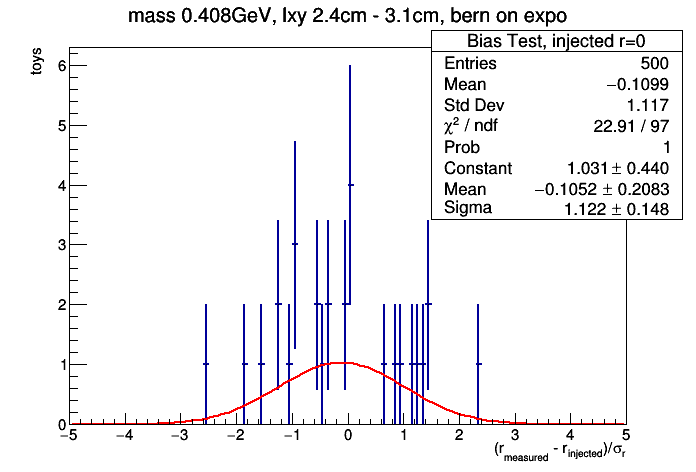 mass 0.408GeV, lxy 2.4cm - 3.1cm, bern on expo
toys
Bias Test, injected r=0
Entries 500
Mean −0.1099
Std Dev 1.117
χ² / ndf 22.91 / 97
Prob 1
Constant 1.031 ± 0.440
Mean −0.1052 ± 0.2083
Sigma 1.122 ± 0.148
6
5
4
3
2
1
0
−5 −4 −3 −2 −1 0 1 2 3 4 5
(r_measured - r_injected)/σ_r